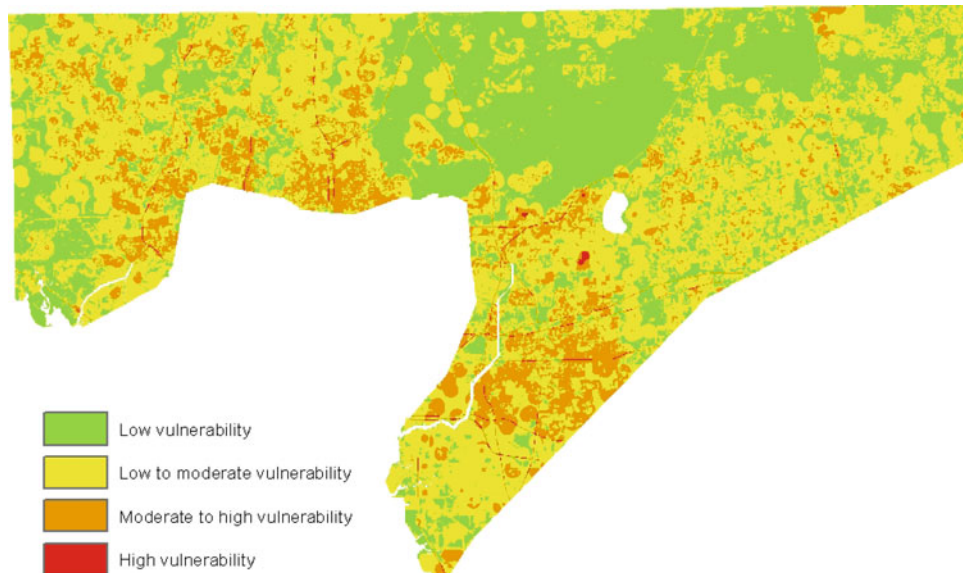 Low vulnerability
Low to moderate vulnerability
Moderate to high vulnerability
High vulnerability